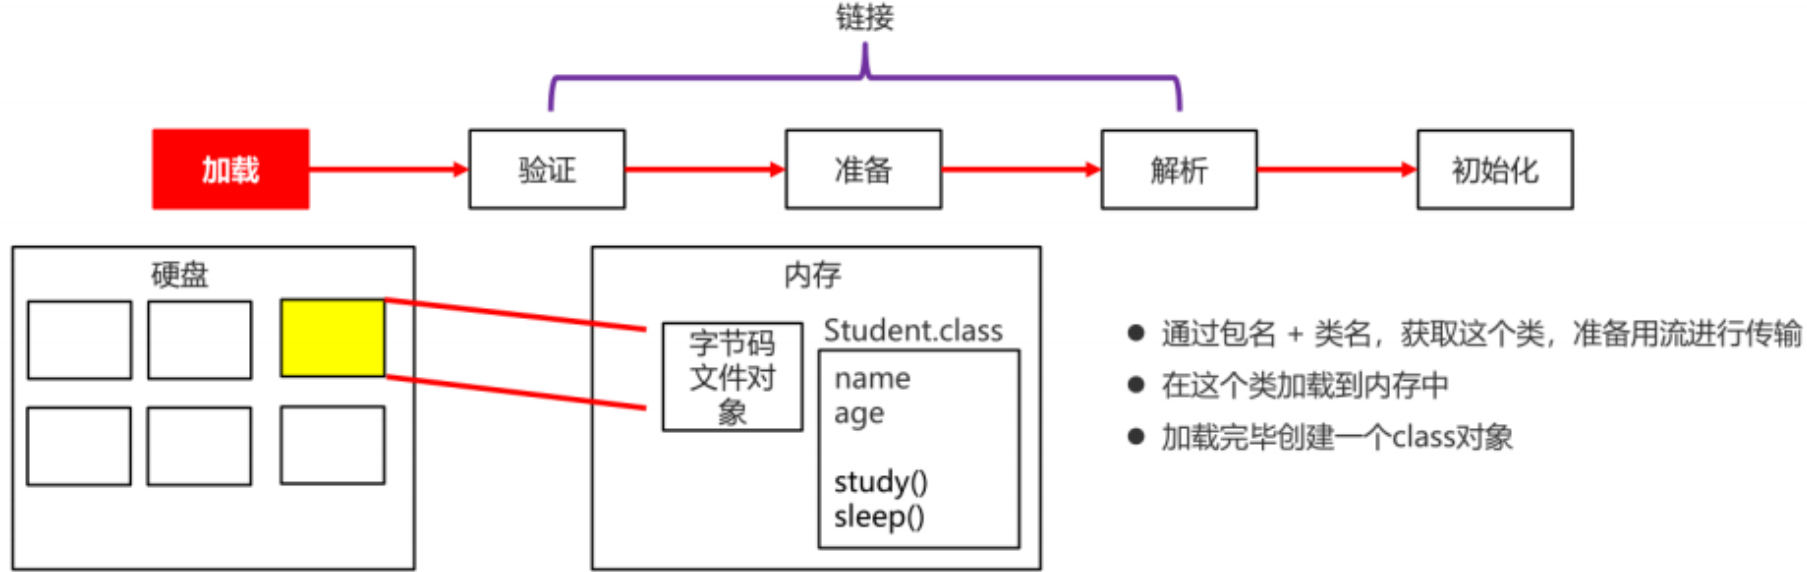 链接
加载
验证
准备
解析
初始化
硬盘
内存
字节码
文件对
象
Student.class
name
age
study()
sleep()
● 通过包名 + 类名，获取这个类，准备用流进行传输
● 在这个类加载到内存中
● 加载完毕创建一个class对象